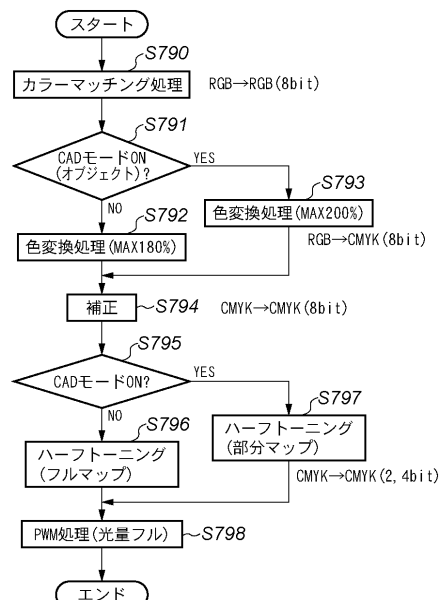 スタート
S790
カラーマッチング処理
RGB→RGB(8bit)
S791
CADモードON
(オブジェクト)?
YES
NO
S793
色変換処理(MAX200%)
S792
色変換処理(MAX180%)
RGB→CMYK(8bit)
補正
S794
CMYK→CMYK(8bit)
S795
CADモードON?
YES
NO
S797
ハーフトーニング
(部分マップ)
S796
ハーフトーニング
(フルマップ)
CMYK→CMYK(2,4bit)
PWM処理(光量フル)
S798
エンド